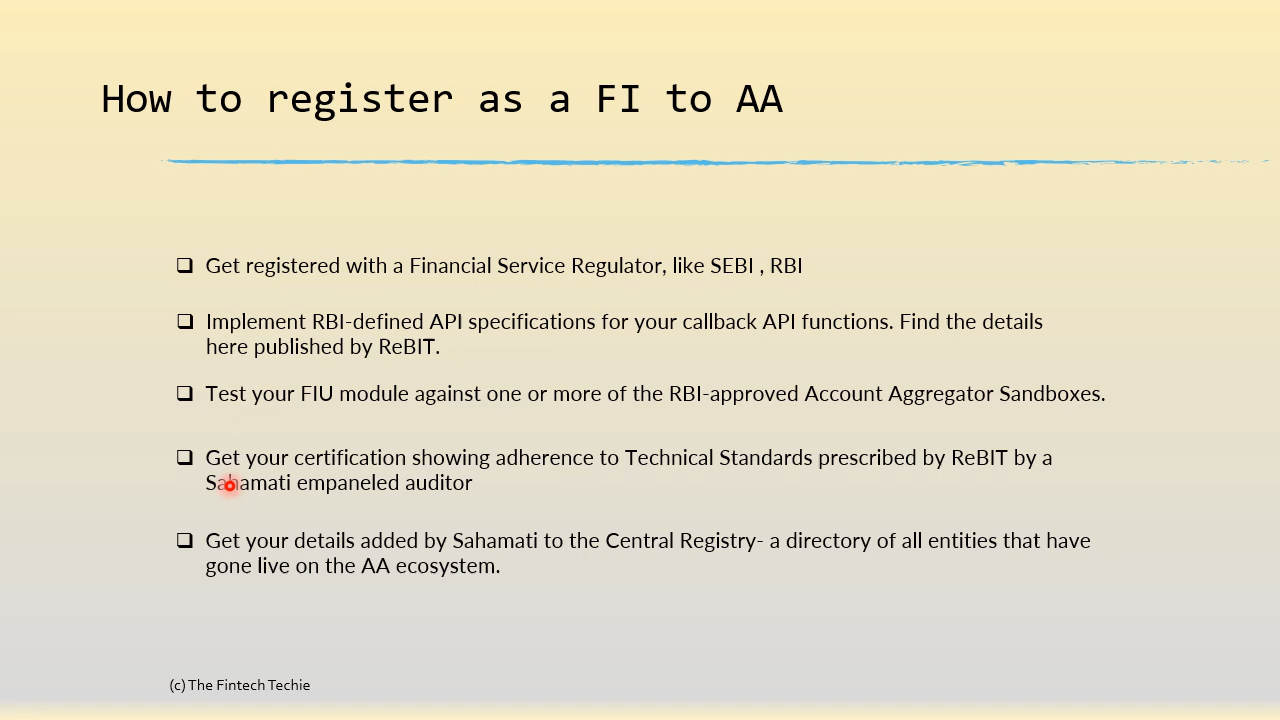 How to register as a FI to AA
❑ Get registered with a Financial Service Regulator, like SEBI , RBI
❑ Implement RBI-defined API specifications for your callback API functions. Find the details
here published by ReBIT.
❑ Test your FIU module against one or more of the RBI-approved Account Aggregator Sandboxes.
❑ Get your certification showing adherence to Technical Standards prescribed by ReBIT by a
Sahamati empaneled auditor
❑ Get your details added by Sahamati to the Central Registry- a directory of all entities that have
gone live on the AA ecosystem.
(c) The Fintech Techie